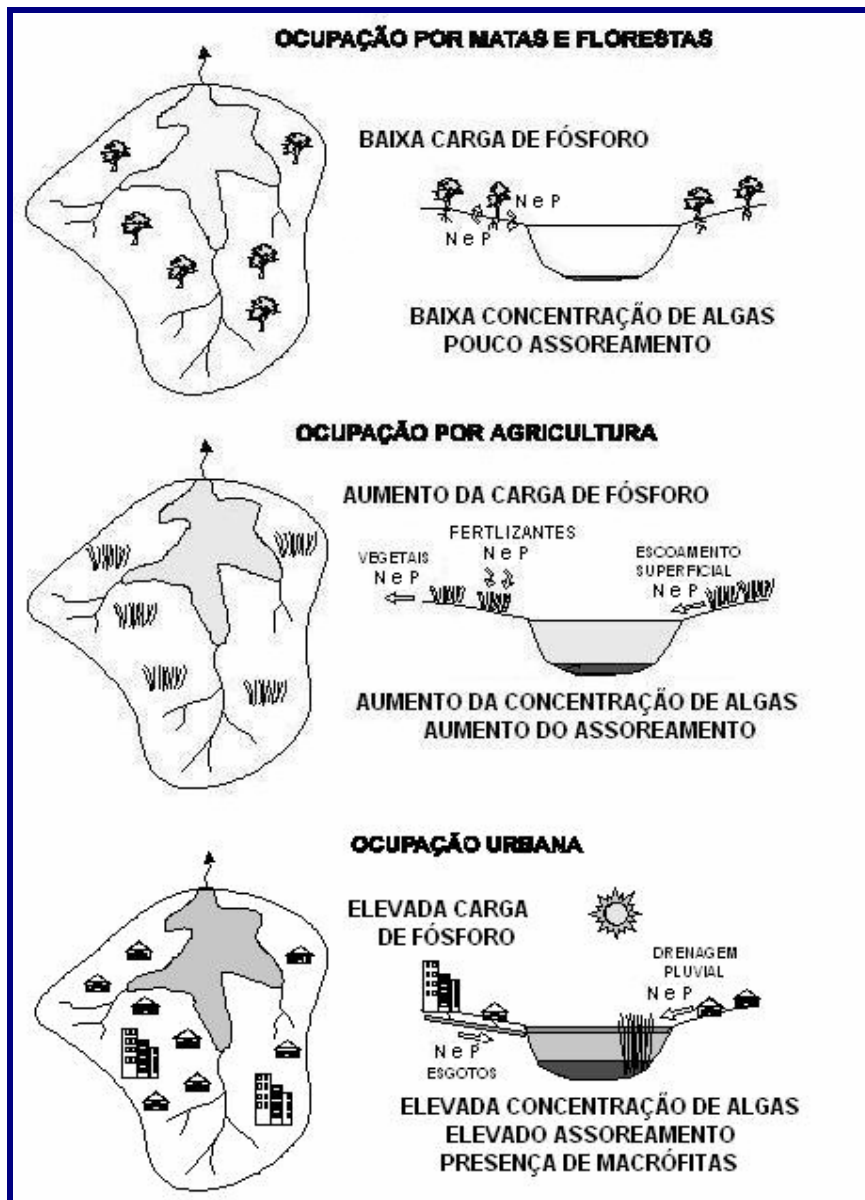 OCUPAÇÃO POR MATAS E FLORESTAS
BAIXA CARGA DE FÓSFORO
N e P
N e P
BAIXA CONCENTRAÇÃO DE ALGAS
POUCO ASSOREAMENTO
OCUPAÇÃO POR AGRICULTURA
AUMENTO DA CARGA DE FÓSFORO
FERTLIZANTES
N e P
VEGETAIS
N e P
ESCOAMENTO
SUPERFICIAL
N e P
AUMENTO DA CONCENTRAÇÃO DE ALGAS
AUMENTO DO ASSOREAMENTO
OCUPAÇÃO URBANA
ELEVADA CARGA
DE FÓSFORO
DRENAGEM
PLUVIAL
N e P
N e P
ESGOTOS
ELEVADA CONCENTRAÇÃO DE ALGAS
ELEVADO ASSOREAMENTO
PRESENÇA DE MACRÓFITAS